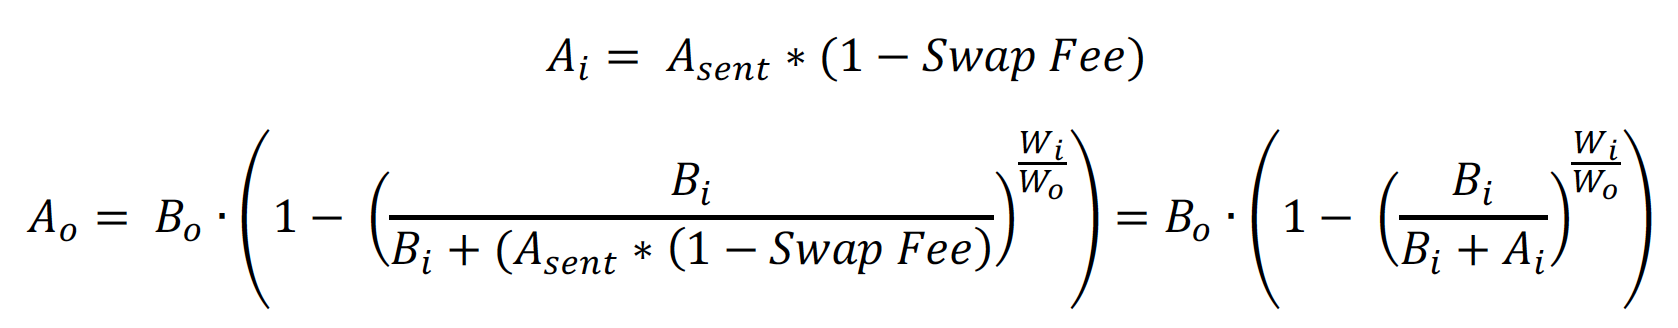 A_i = A_sent * (1 − Swap Fee)
A_o = B_o · (1 − (B_i / (B_i + (A_sent * (1 − Swap Fee)))^(W_i/W_o)) = B_o · (1 − (B_i / (B_i + A_i))^(W_i/W_o))